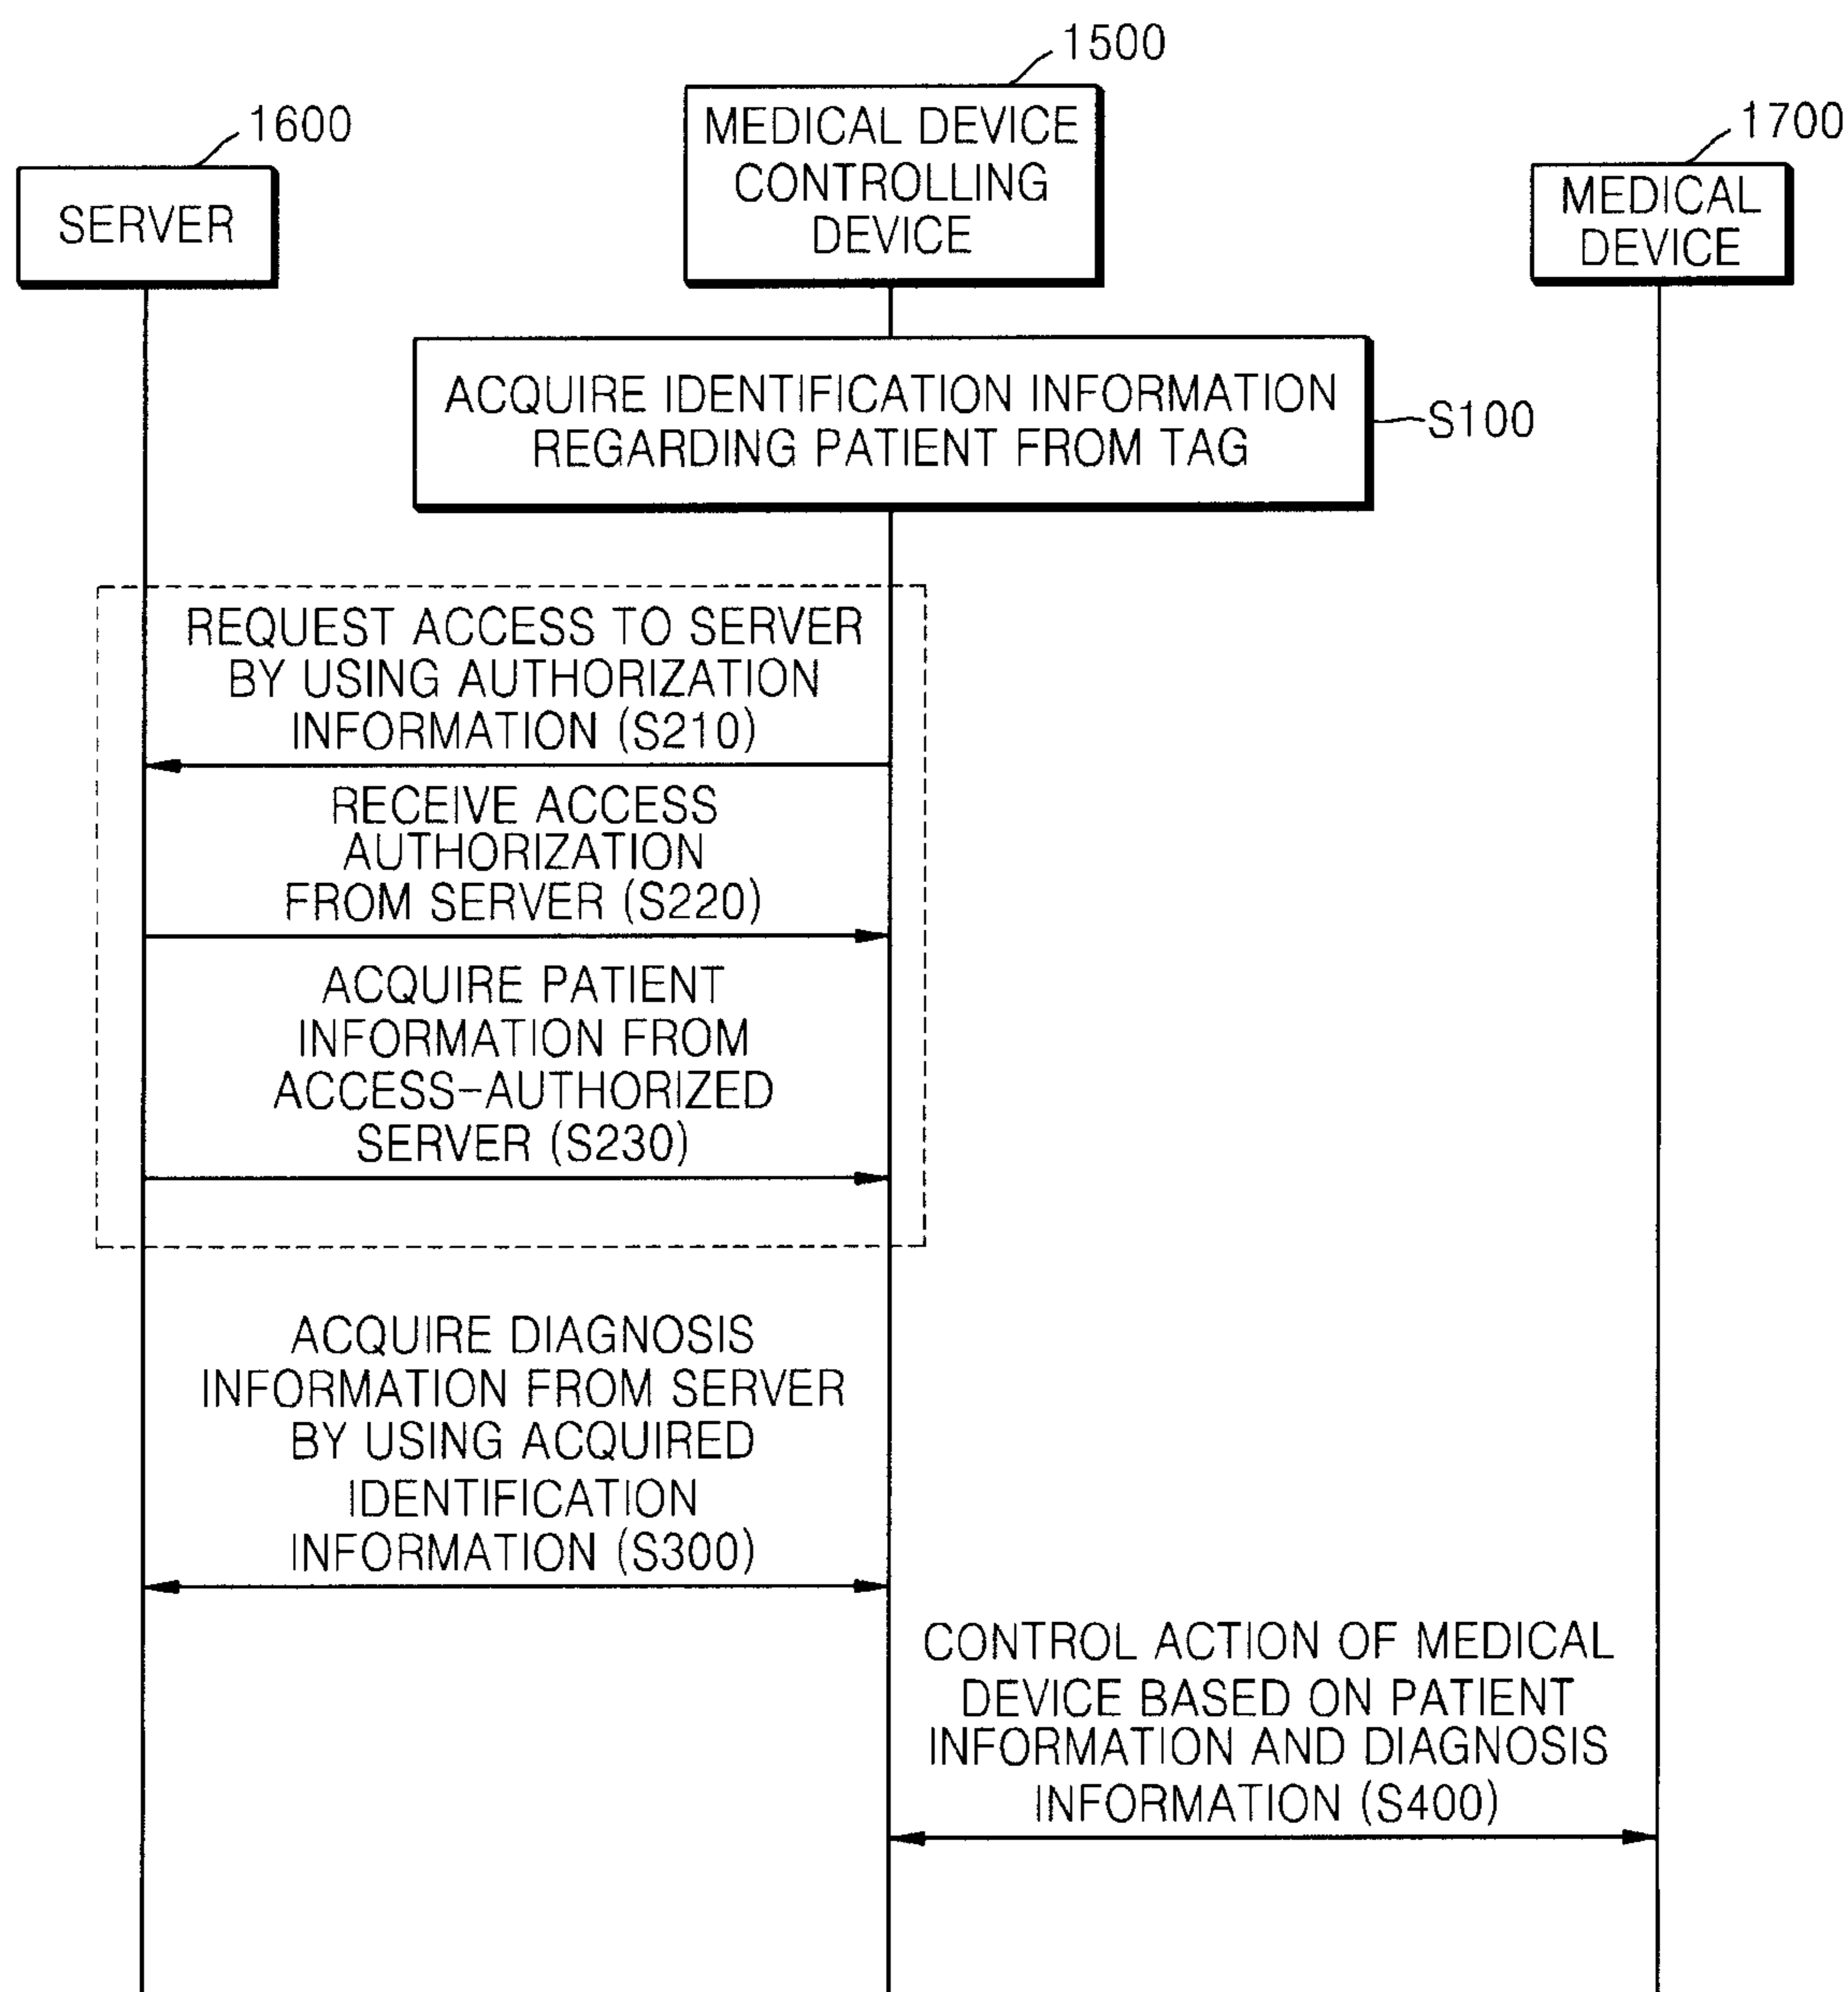 1500
1600
1700
MEDICAL DEVICE
CONTROLLING
DEVICE
SERVER
MEDICAL
DEVICE
ACQUIRE IDENTIFICATION INFORMATION
REGARDING PATIENT FROM TAG
S100
REQUEST ACCESS TO SERVER
BY USING AUTHORIZATION
INFORMATION (S210)
RECEIVE ACCESS
AUTHORIZATION
FROM SERVER (S220)
ACQUIRE PATIENT
INFORMATION FROM
ACCESS-AUTHORIZED
SERVER (S230)
ACQUIRE DIAGNOSIS
INFORMATION FROM SERVER
BY USING ACQUIRED
IDENTIFICATION
INFORMATION (S300)
CONTROL ACTION OF MEDICAL
DEVICE BASED ON PATIENT
INFORMATION AND DIAGNOSIS
INFORMATION (S400)